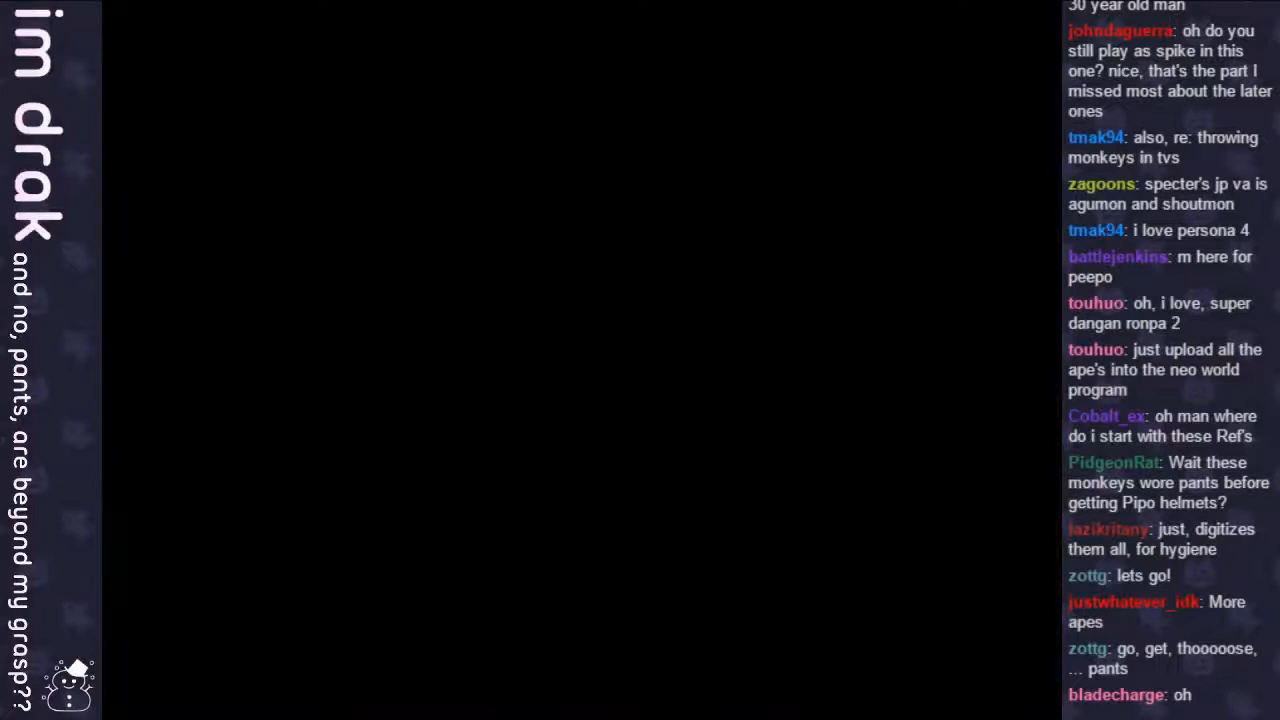 im drak
and no, pants, are beyond my grasp??
30 year old man
johndaguerra: oh do you
still play as spike in this
one? nice, that's the part I
missed most about the later
ones
tmak94: also, re: throwing
monkeys in tvs
zagoons: specter's jp va is
agumon and shoutmon
tmak94: i love persona 4
battlejenkins: m here for
peepo
touhuo: oh, i love, super
dangan ronpa 2
touhuo: just upload all the
ape's into the neo world
program
Cobalt_ex: oh man where
do i start with these Ref's
PidgeonRat: Wait these
monkeys wore pants before
getting Pipo helmets?
lazikritany: just, digitizes
them all, for hygiene
zottg: lets go!
justwhatever_idk: More
apes
zottg: go, get, thooooose,
... pants
bladecharge: oh